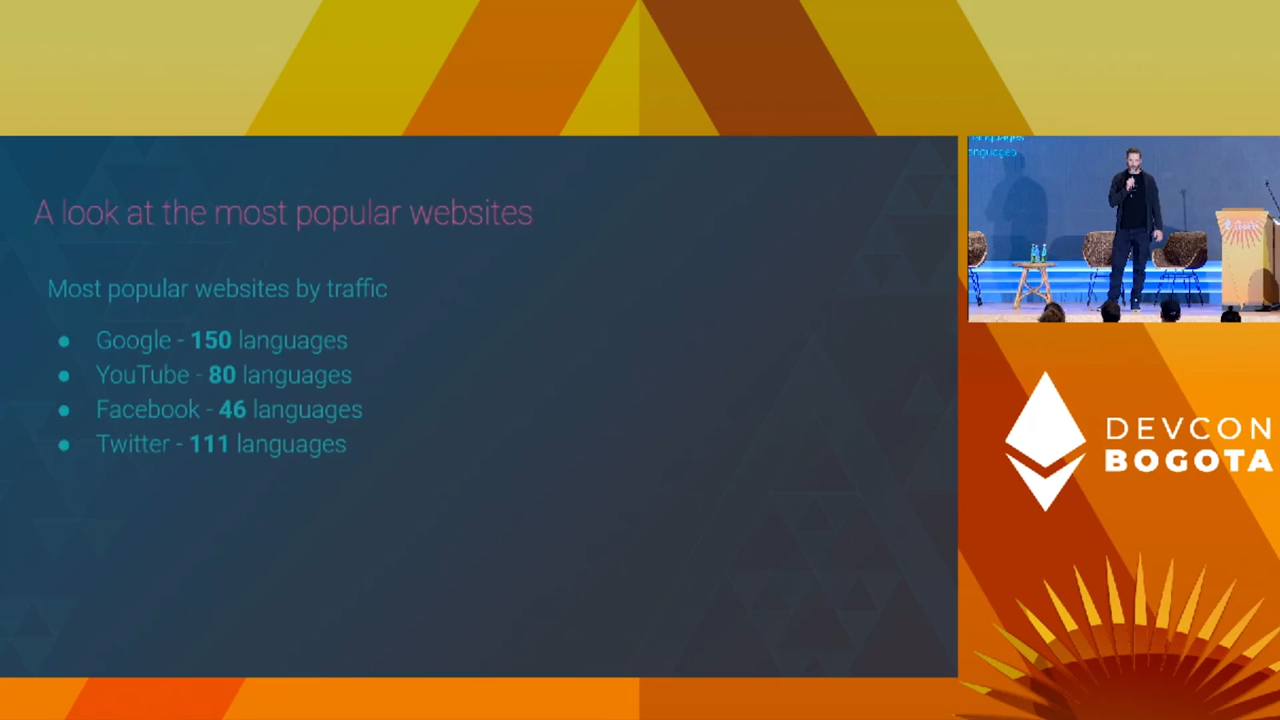 A look at the most popular websites
Most popular websites by traffic
● Google - 150 languages
● YouTube - 80 languages
● Facebook - 46 languages
● Twitter - 111 languages
languages
DEVCON
BOGOTA